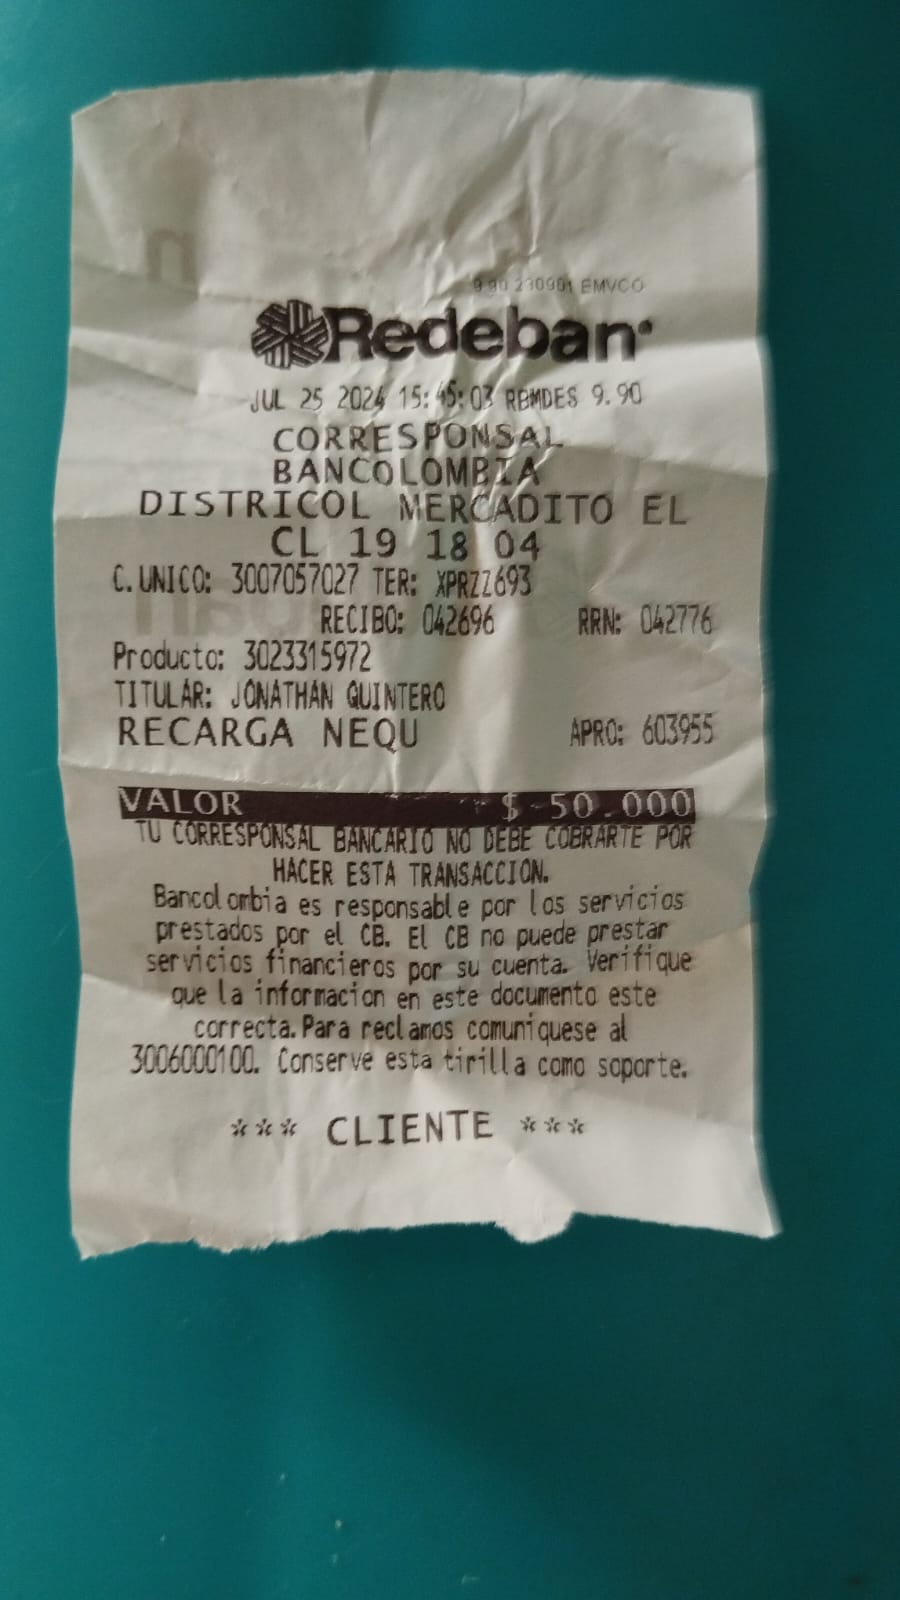 9.90 230901 EMVCO
Redeban
JUL 25 2024 15:45:03 RBMDES 9.90
CORRESPONSAL
BANCOLOMBIA
DISTRICOL MERCADITO EL
CL 19 18 04
C.UNICO: 3007057027 TER: XPRZZ693
RECIBO: 042696 RRN: 042776
Producto: 3023315972
TITULAR: JONATHAN QUINTERO
RECARGA NEQU APRO: 603955
VALOR $ 50.000
TU CORRESPONSAL BANCARIO NO DEBE COBRARTE POR
HACER ESTA TRANSACCION.
Bancolombia es responsable por los servicios
prestados por el CB. El CB no puede prestar
servicios financieros por su cuenta. Verifique
que la informacion en este documento este
correcta. Para reclamos comuniquese al
3006000100. Conserve esta tirilla como soporte.
*** CLIENTE ***